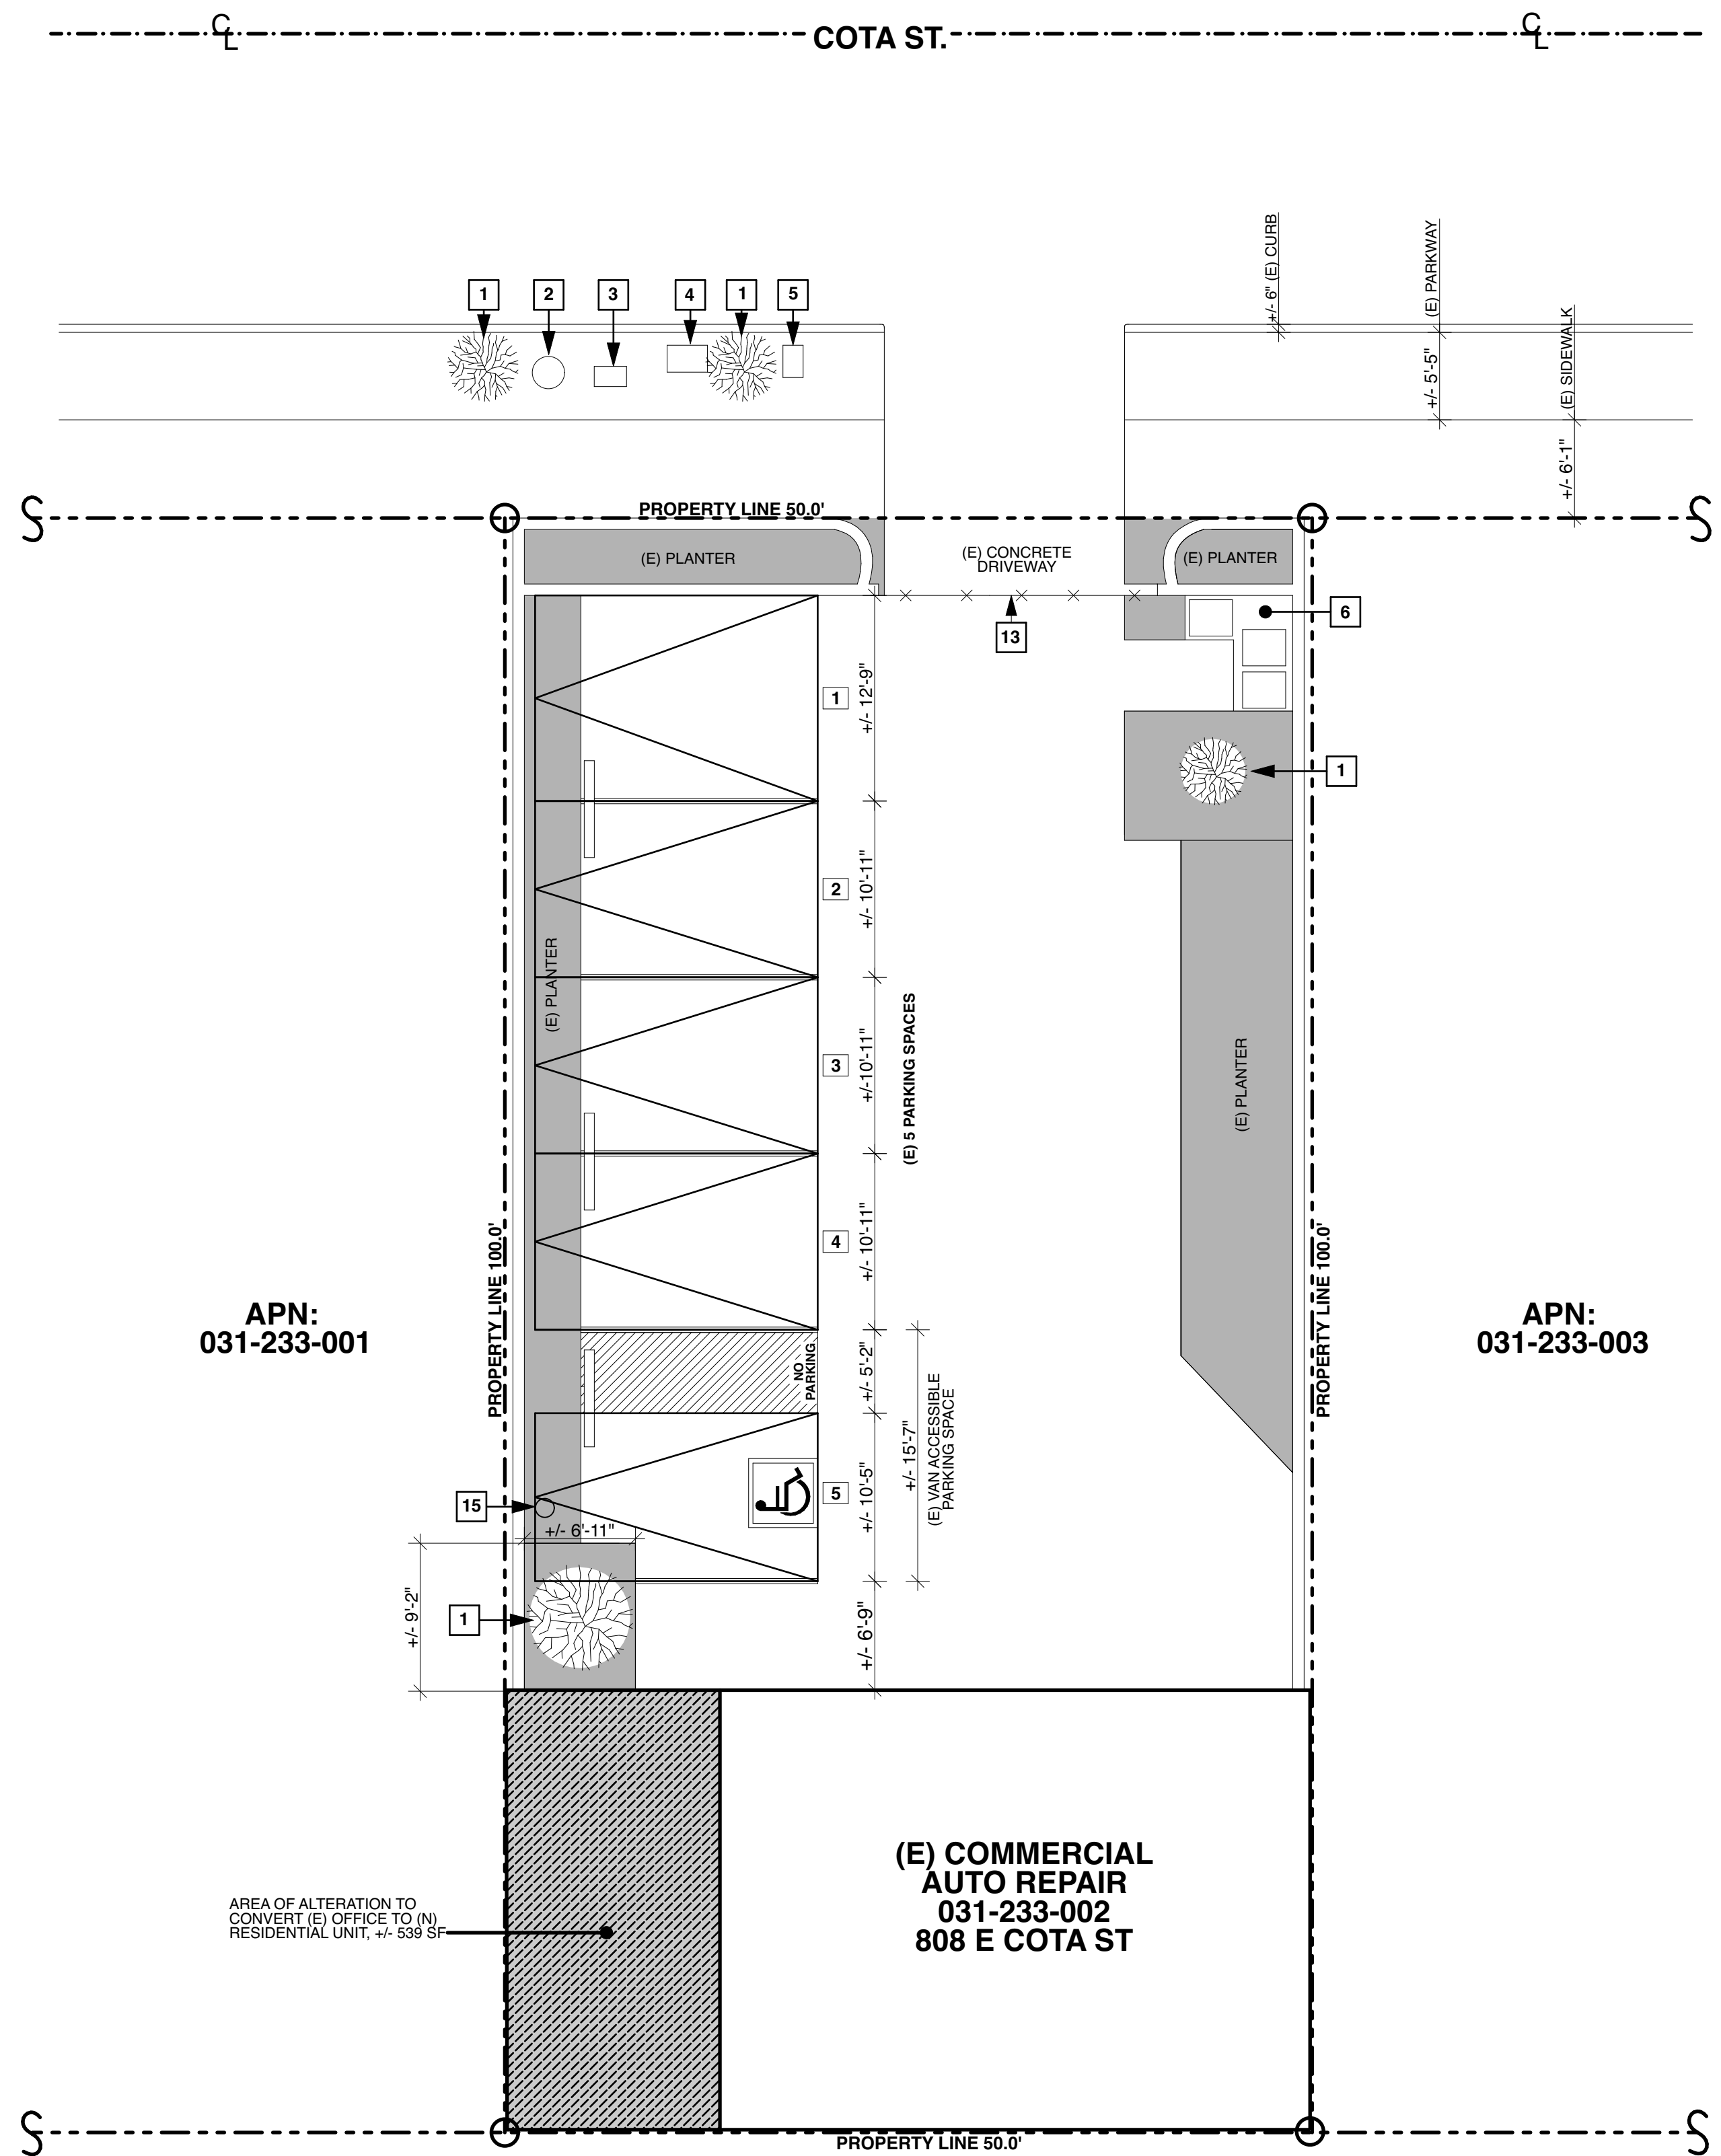 CL
COTA ST.
CL
+/- 6" (E) CURB
(E) PARKWAY
+/- 5'-5"
(E) SIDEWALK
+/- 6'-1"
1
2
3
4
1
5
PROPERTY LINE 50.0'
(E) PLANTER
(E) CONCRETE
DRIVEWAY
(E) PLANTER
6
13
1
+/- 12'-9"
1
2
+/- 10'-11"
(E) PLANTER
3
+/-10'-11"
(E) 5 PARKING SPACES
(E) PLANTER
4
+/- 10'-11"
PROPERTY LINE 100.0'
PROPERTY LINE 100.0'
APN:
031-233-001
APN:
031-233-003
NO
PARKING
+/- 5'-2"
+/- 15'-7"
(E) VAN ACCESSIBLE
PARKING SPACE
5
+/- 10'-5"
15
+/- 6'-11"
+/- 9'-2"
1
+/- 6'-9"
(E) COMMERCIAL
AUTO REPAIR
031-233-002
808 E COTA ST
AREA OF ALTERATION TO
CONVERT (E) OFFICE TO (N)
RESIDENTIAL UNIT, +/- 539 SF
PROPERTY LINE 50.0'